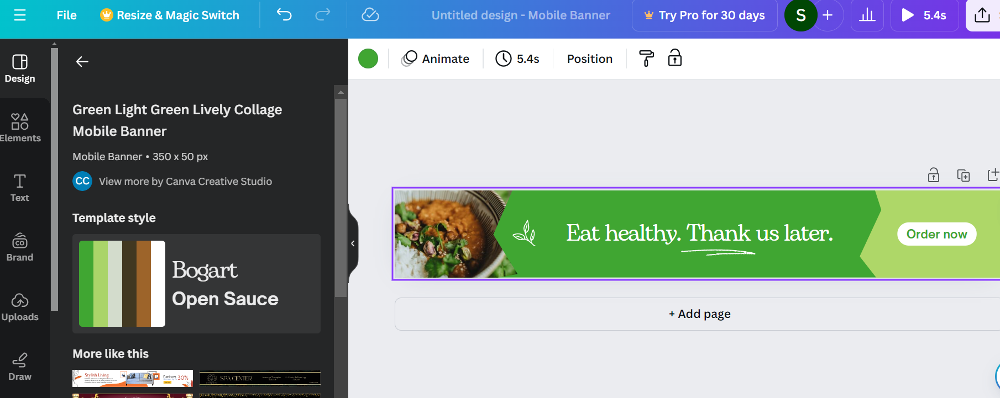 File
Resize & Magic Switch
Untitled design - Mobile Banner
Try Pro for 30 days
S
5.4s
Design
Elements
Text
Brand
Uploads
Draw
Green Light Green Lively Collage
Mobile Banner
Mobile Banner • 350 x 50 px
CC
View more by Canva Creative Studio
Template style
Bogart
Open Sauce
More like this
Stylish Living
Furnitures
30%
SPA CENTER
Animate
5.4s
Position
Eat healthy. Thank us later.
Order now
+ Add page